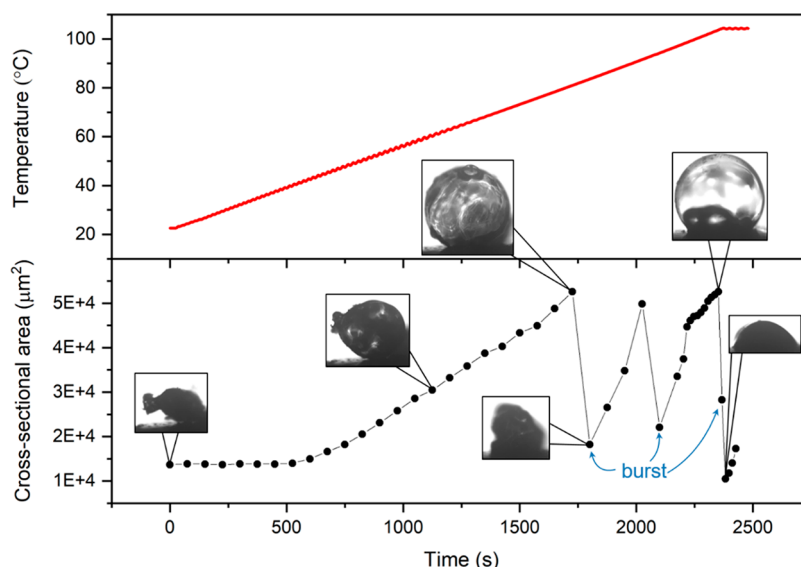 Temperature (°C)
100
80
60
40
20
Cross-sectional area (μm²)
5E+4
4E+4
3E+4
2E+4
1E+4
burst
0
500
1000
1500
2000
2500
Time (s)